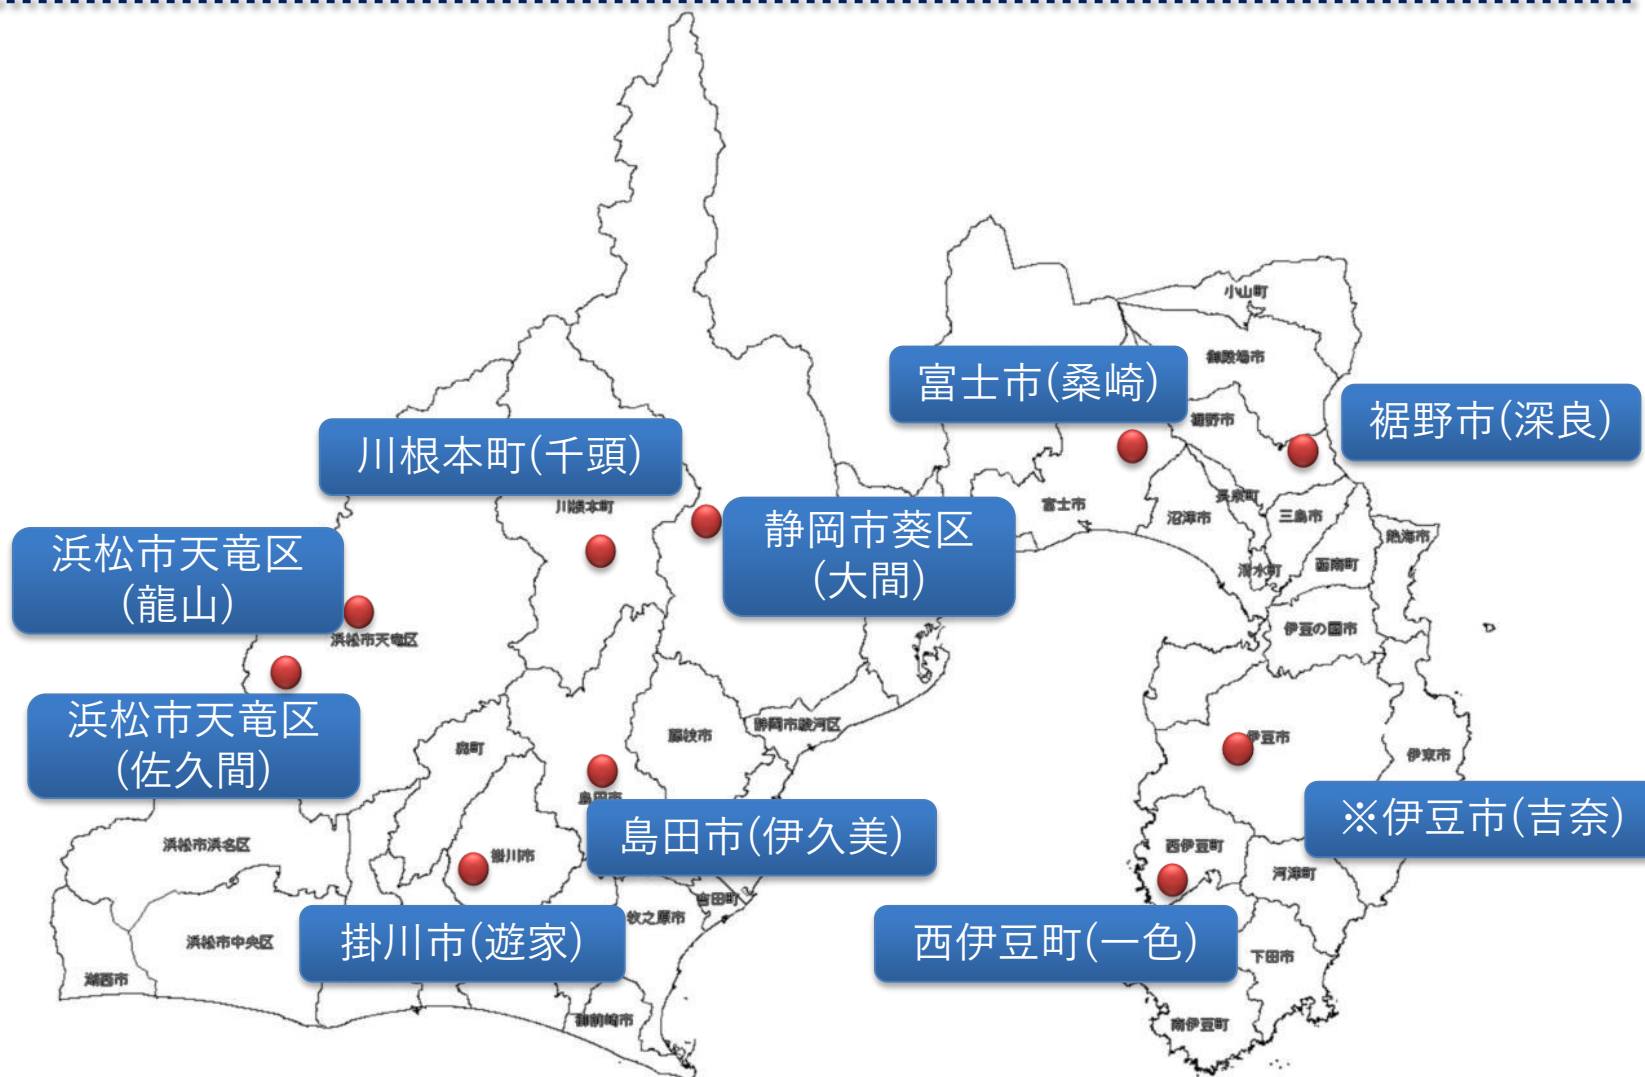 小山町
御殿場市
富士市(桑崎)
裾野市(深良)
裾野市
川根本町(千頭)
川根本町
静岡市葵区
(大間)
富士市
沼津市
長泉町
三島市
熱海市
清水町
函南町
浜松市天竜区
(龍山)
浜松市天竜区
伊豆の国市
浜松市天竜区
(佐久間)
森町
藤枝市
静岡市駿河区
伊豆市
伊東市
島田市
島田市(伊久美)
※伊豆市(吉奈)
浜松市浜名区
掛川市
西伊豆町
河津町
吉田町
牧之原市
掛川市(遊家)
西伊豆町(一色)
浜松市中央区
下田市
湖西市
御前崎市
南伊豆町